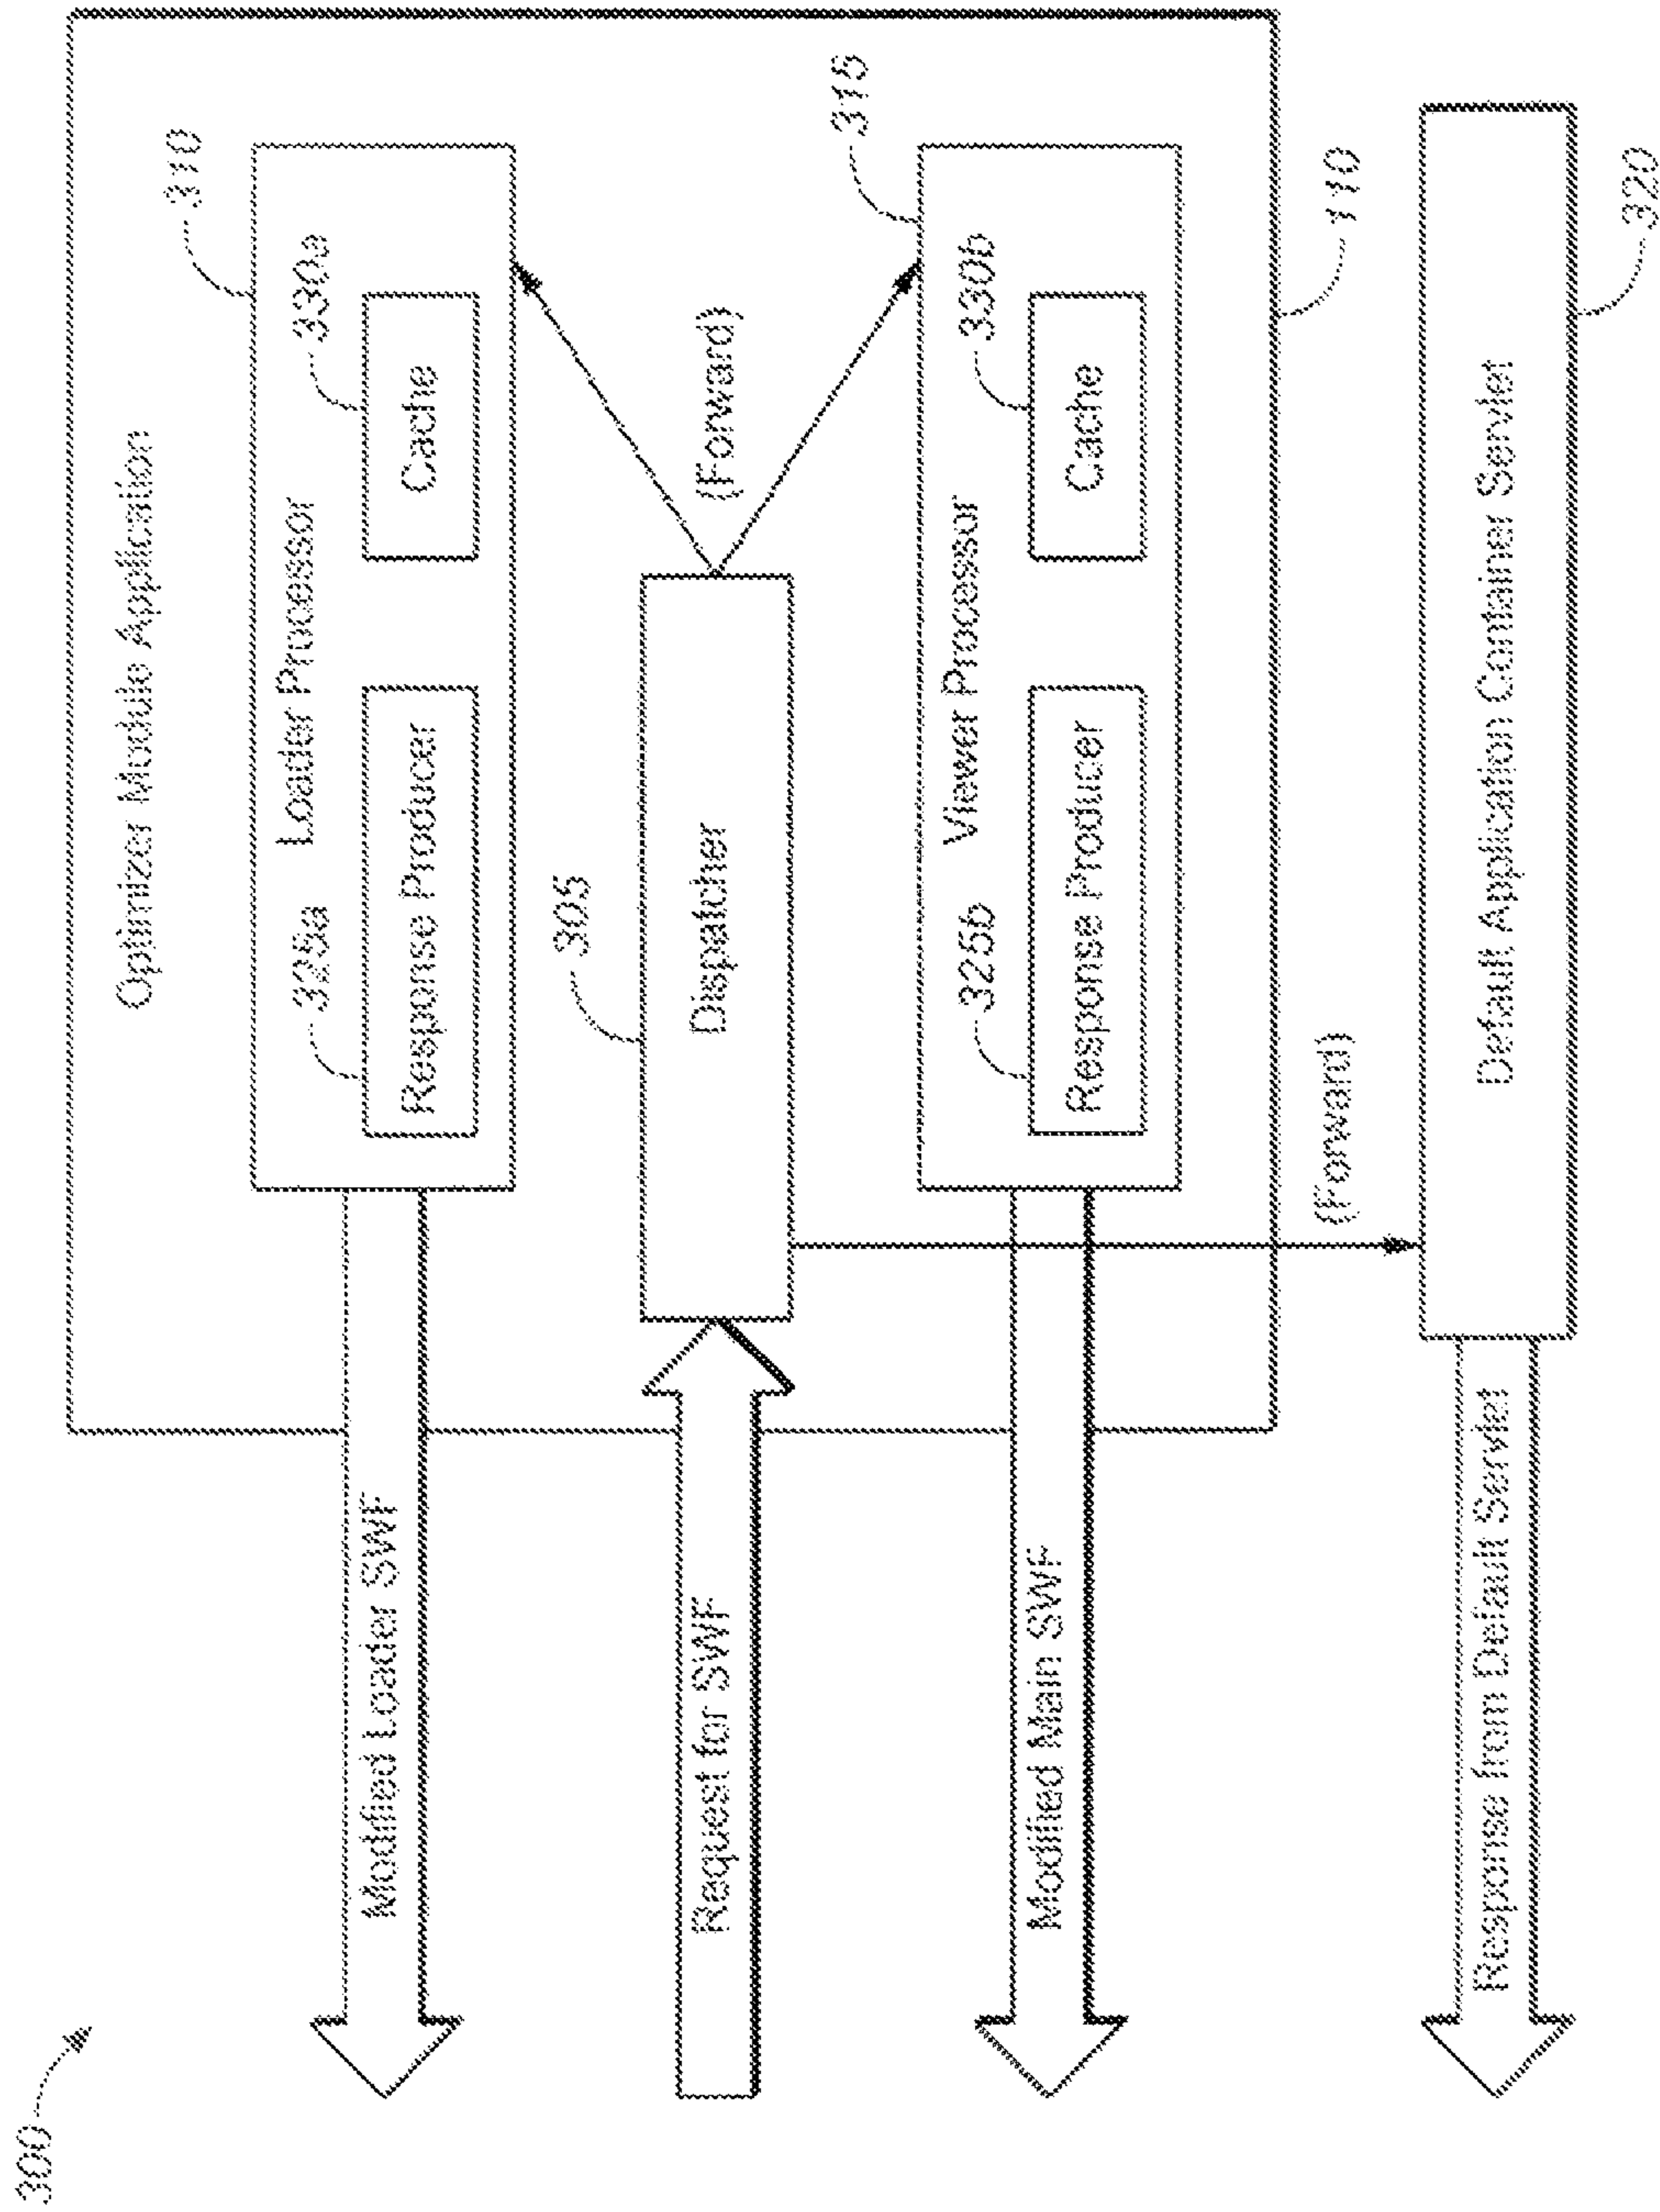 300
Optimizer Module Application
310
Loader Processor
325a
330a
Response Producer
Cache
Modified Loader SWF
305
Dispatcher
(Forward)
Request for SWF
315
Viewer Processor
325b
330b
Response Producer
Cache
Modified Main SWF
110
(Forward)
Default Application Container Servlet
Response from Default Servlet
320